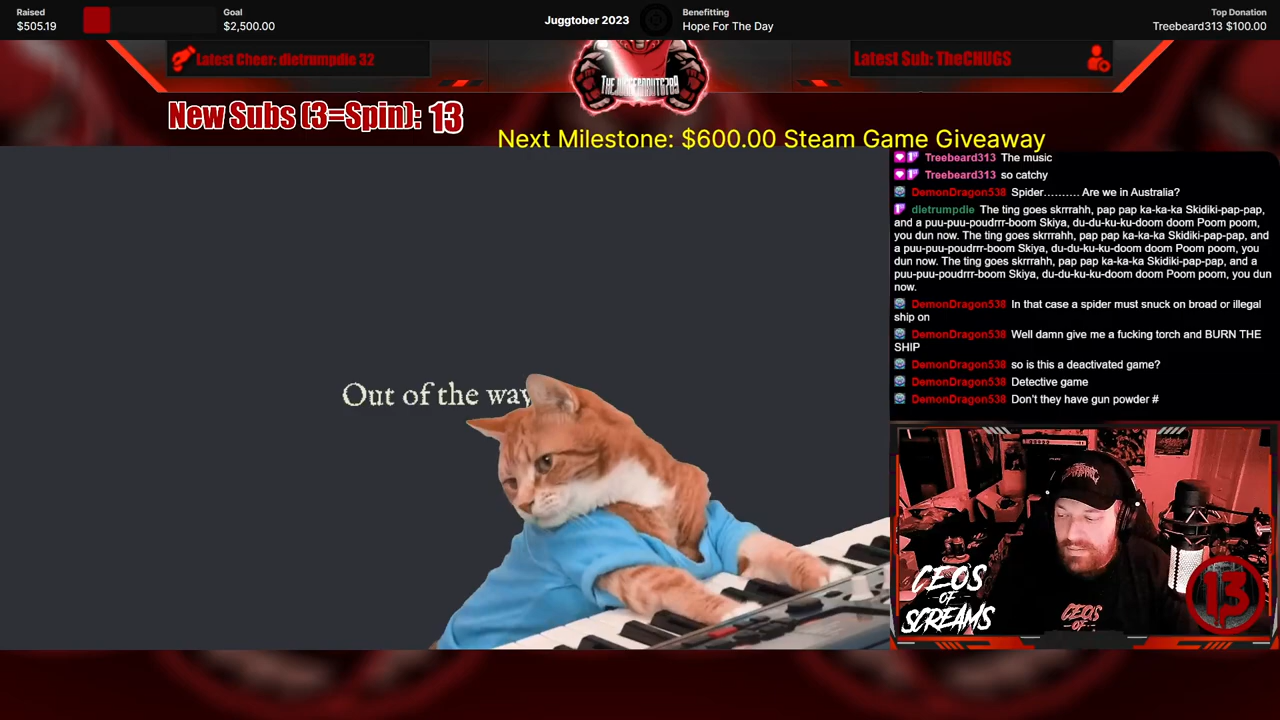 Raised
$505.19
Goal
$2,500.00
Juggtober 2023
Benefitting
Hope For The Day
Top Donation
Treebeard313 $100.00
Latest Cheer: dietrumpdie 32
THEJUGGERNAUT6789
Latest Sub: TheCHUGS
New Subs (3=Spin): 13
Next Milestone: $600.00 Steam Game Giveaway
Treebeard313 The music
Treebeard313 so catchy
DemonDragon538 Spider.......... Are we in Australia?
dietrumpdie The ting goes skrrrahh, pap pap ka-ka-ka Skidiki-pap-pap,
and a puu-puu-poudrrr-boom Skiya, du-du-ku-ku-doom doom Poom poom,
you dun now. The ting goes skrrrahh, pap pap ka-ka-ka Skidiki-pap-pap, and
a puu-puu-poudrrr-boom Skiya, du-du-ku-ku-doom doom Poom poom, you
dun now. The ting goes skrrrahh, pap pap ka-ka-ka Skidiki-pap-pap, and a
puu-puu-poudrrr-boom Skiya, du-du-ku-ku-doom doom Poom poom, you dun
now.
DemonDragon538 In that case a spider must snuck on broad or illegal
ship on
DemonDragon538 Well damn give me a fucking torch and BURN THE
SHIP
DemonDragon538 so is this a deactivated game?
DemonDragon538 Detective game
DemonDragon538 Don't they have gun powder #
Out of the way
CEOS
OF
SCREAMS
CEOS
OF
13